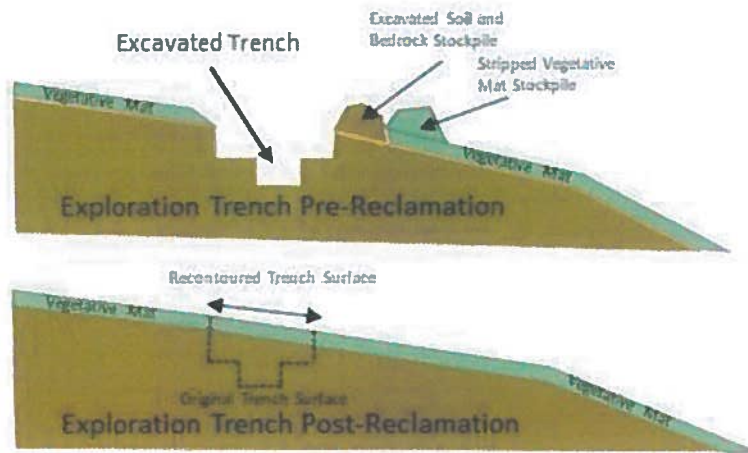 Excavated Trench
Excavated Soil and
Bedrock Stockpile
Stripped Vegetative
Mat Stockpile
Vegetative Mat
Vegetative Mat
Exploration Trench Pre-Reclamation
Recontoured Trench Surface
Vegetative Mat
Original Trench Surface
Vegetative Mat
Exploration Trench Post-Reclamation